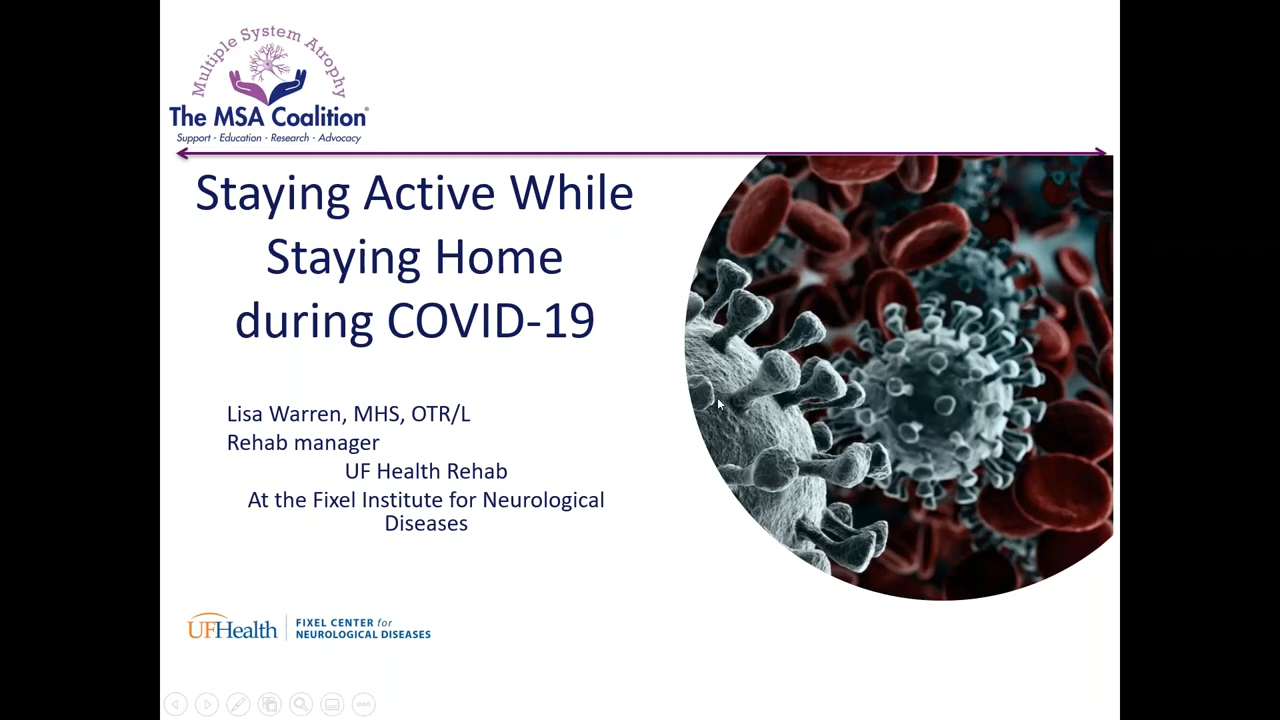 Multiple System Atrophy
The MSA Coalition®
Support - Education - Research - Advocacy
Staying Active While
Staying Home
during COVID-19
Lisa Warren, MHS, OTR/L
Rehab manager
UF Health Rehab
At the Fixel Institute for Neurological
Diseases
UFHealth
FIXEL CENTER for
NEUROLOGICAL DISEASES